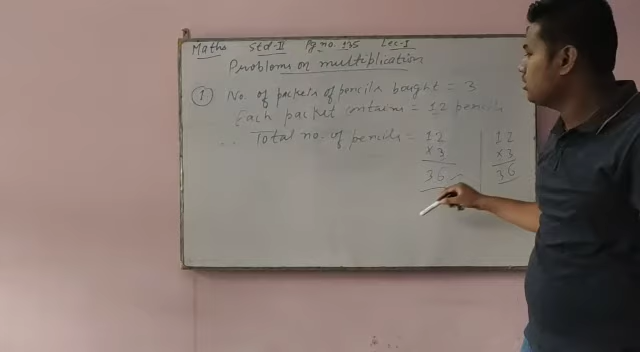 Maths Std-II Pg no. 135 Lec-I
Problems on multiplication
1 No. of packets of pencils bought = 3
Each packet contains = 12 pencils
∴ Total no. of pencils = 12
×3
36
12
×3
36